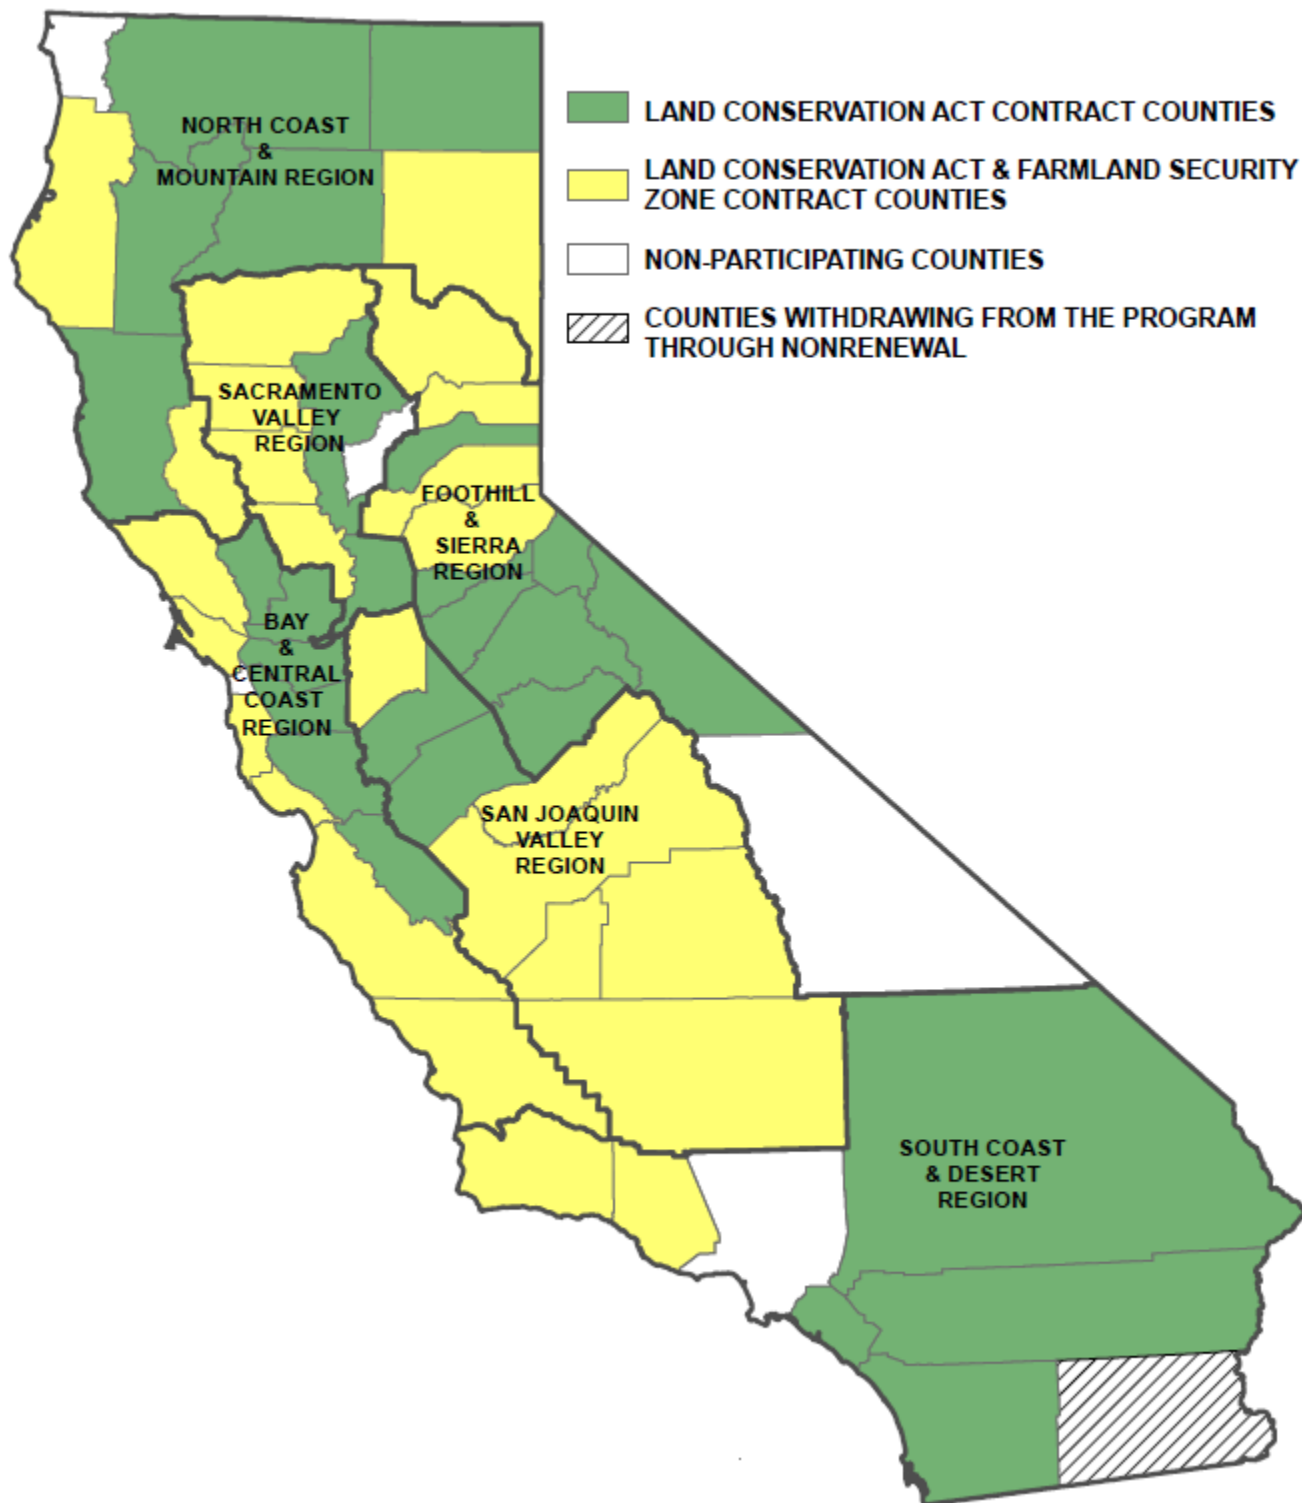 LAND CONSERVATION ACT CONTRACT COUNTIES
LAND CONSERVATION ACT & FARMLAND SECURITY
ZONE CONTRACT COUNTIES
NON-PARTICIPATING COUNTIES
COUNTIES WITHDRAWING FROM THE PROGRAM
THROUGH NONRENEWAL
NORTH COAST
&
MOUNTAIN REGION
SACRAMENTO
VALLEY
REGION
FOOTHILL
&
SIERRA
REGION
BAY
&
CENTRAL
COAST
REGION
SAN JOAQUIN
VALLEY
REGION
SOUTH COAST
& DESERT
REGION